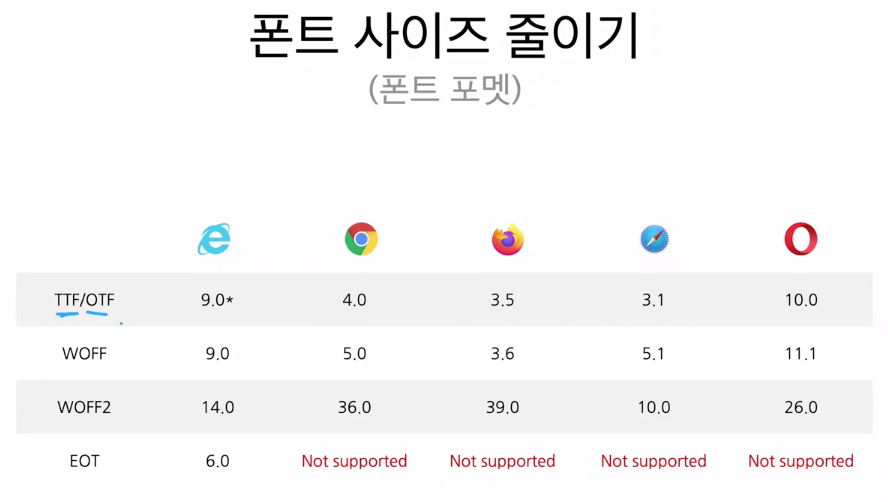 폰트 사이즈 줄이기
(폰트 포멧)
TTF/OTF 9.0* 4.0 3.5 3.1 10.0
WOFF 9.0 5.0 3.6 5.1 11.1
WOFF2 14.0 36.0 39.0 10.0 26.0
EOT 6.0 Not supported Not supported Not supported Not supported